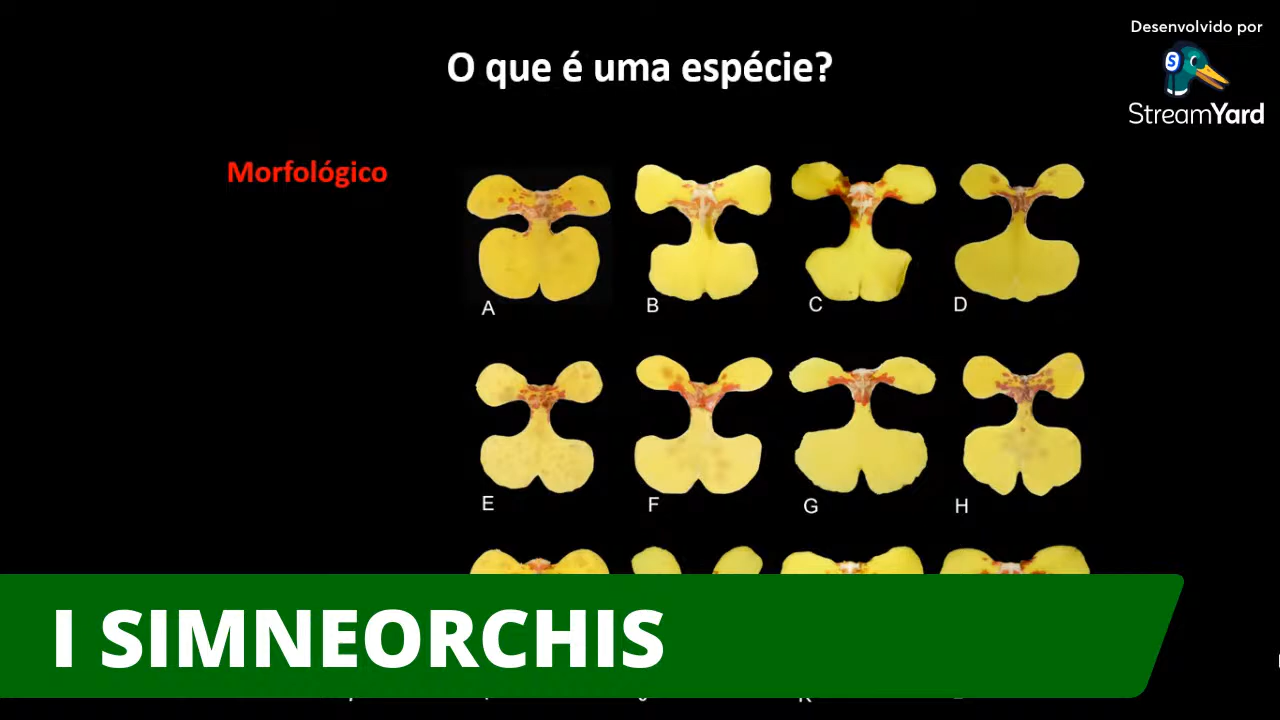 Desenvolvido por
StreamYard
O que é uma espécie?
Morfológico
A
B
C
D
E
F
G
H
I SIMNEORCHIS